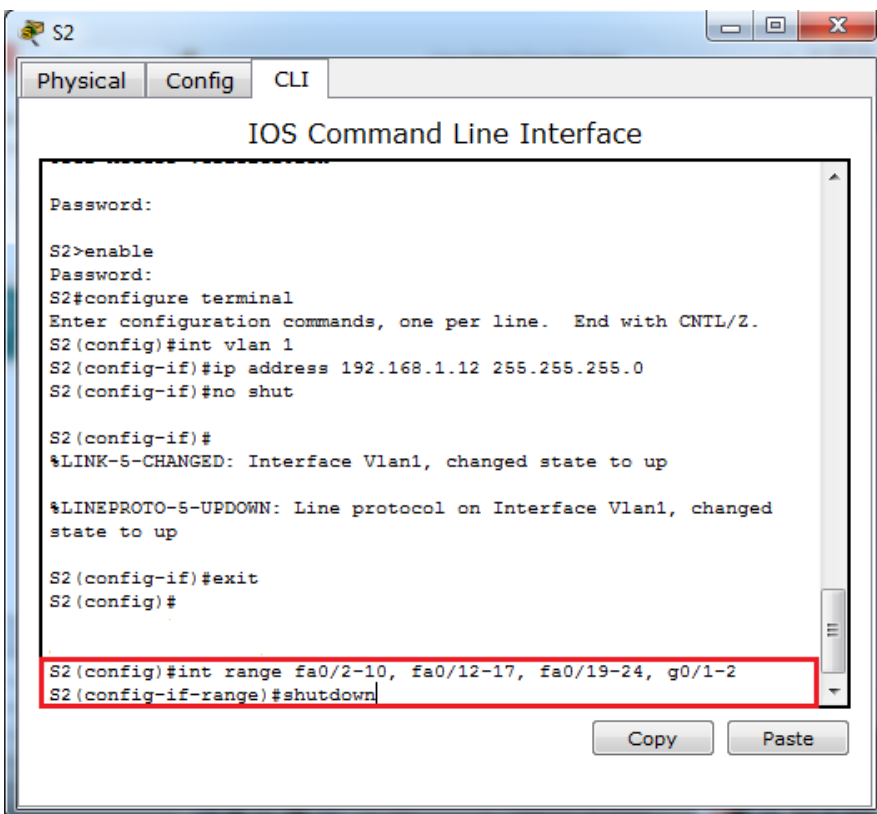 S2
Physical Config CLI
IOS Command Line Interface
Password:
S2>enable
Password:
S2#configure terminal
Enter configuration commands, one per line.  End with CNTL/Z.
S2(config)#int vlan 1
S2(config-if)#ip address 192.168.1.12 255.255.255.0
S2(config-if)#no shut
S2(config-if)#
%LINK-5-CHANGED: Interface Vlan1, changed state to up
%LINEPROTO-5-UPDOWN: Line protocol on Interface Vlan1, changed
state to up
S2(config-if)#exit
S2(config)#
S2(config)#int range fa0/2-10, fa0/12-17, fa0/19-24, g0/1-2
S2(config-if-range)#shutdown
Copy Paste